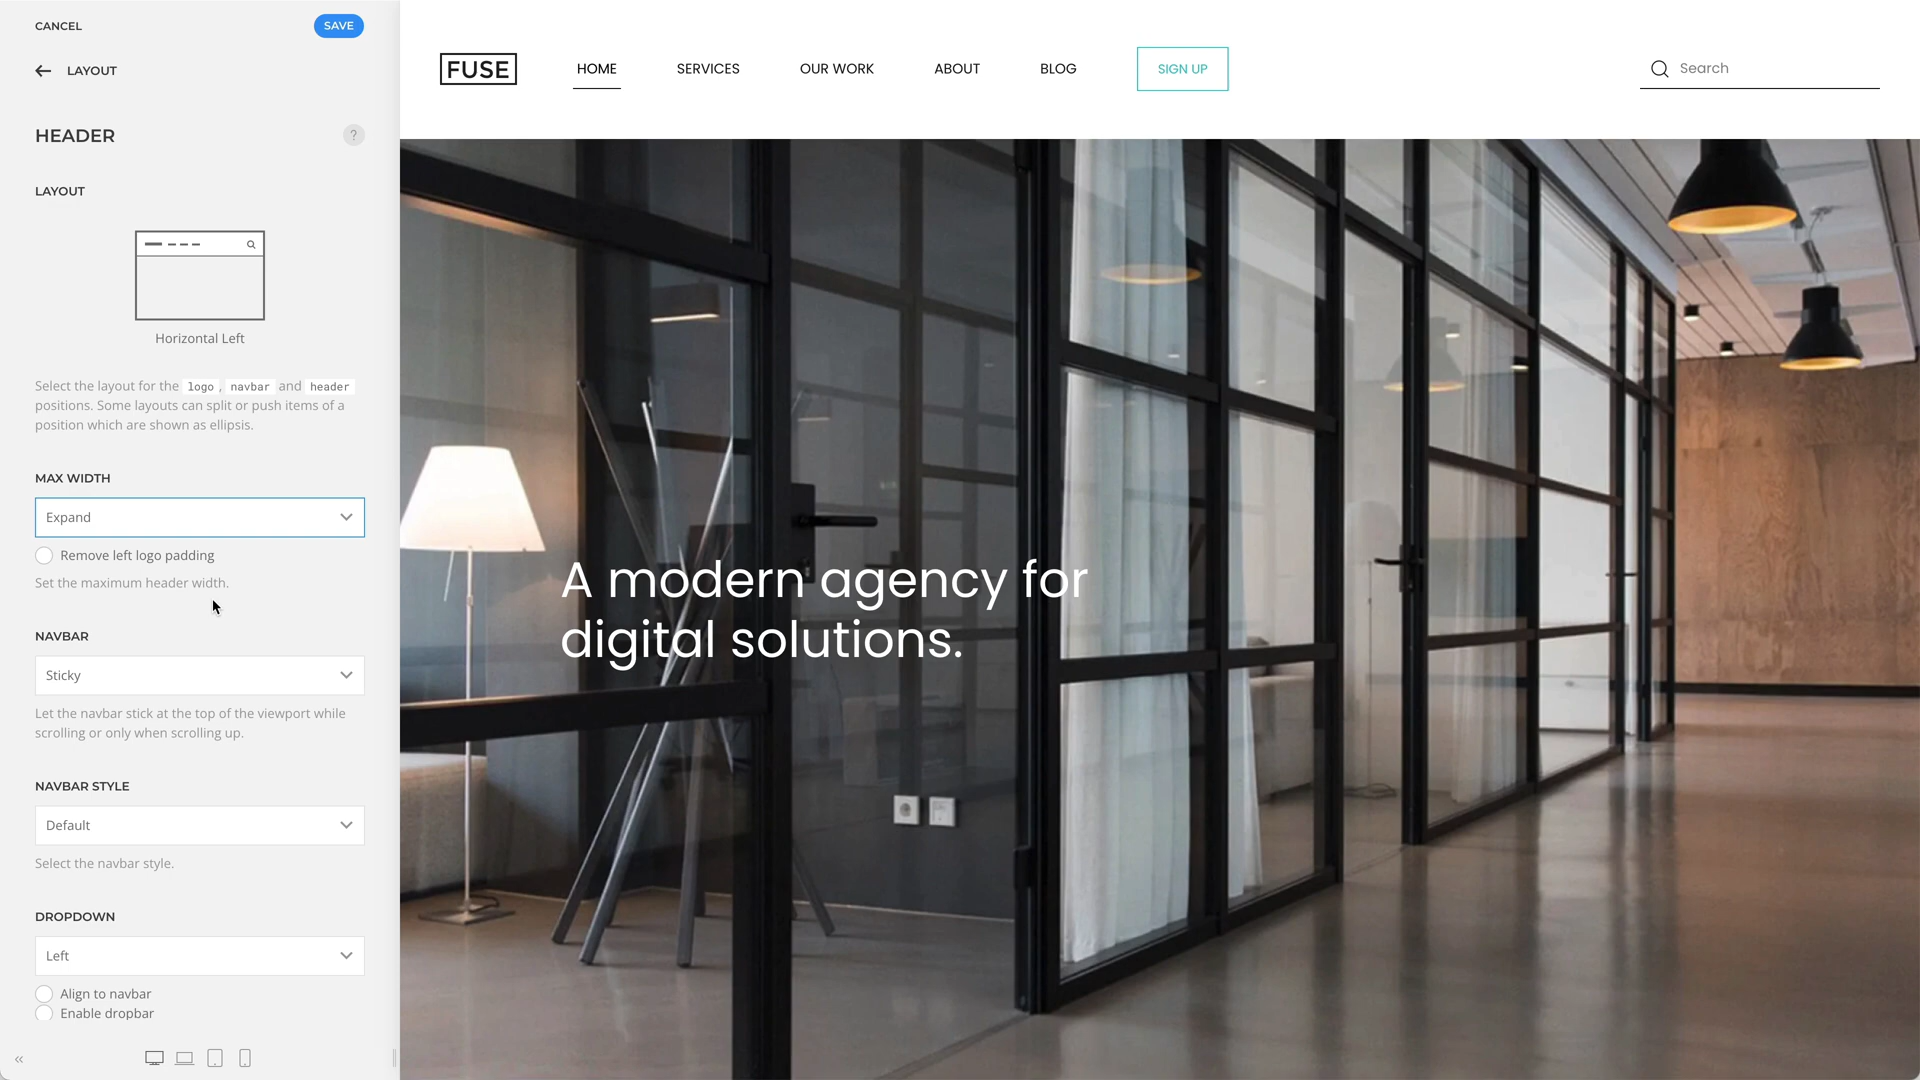 CANCEL
SAVE
LAYOUT
HEADER
?
LAYOUT
Horizontal Left
Select the layout for the logo, navbar and header
positions. Some layouts can split or push items of a
position which are shown as ellipsis.
MAX WIDTH
Expand
Remove left logo padding
Set the maximum header width.
NAVBAR
Sticky
Let the navbar stick at the top of the viewport while
scrolling or only when scrolling up.
NAVBAR STYLE
Default
Select the navbar style.
DROPDOWN
Left
Align to navbar
Enable dropbar
FUSE
HOME
SERVICES
OUR WORK
ABOUT
BLOG
SIGN UP
Search
A modern agency for
digital solutions.